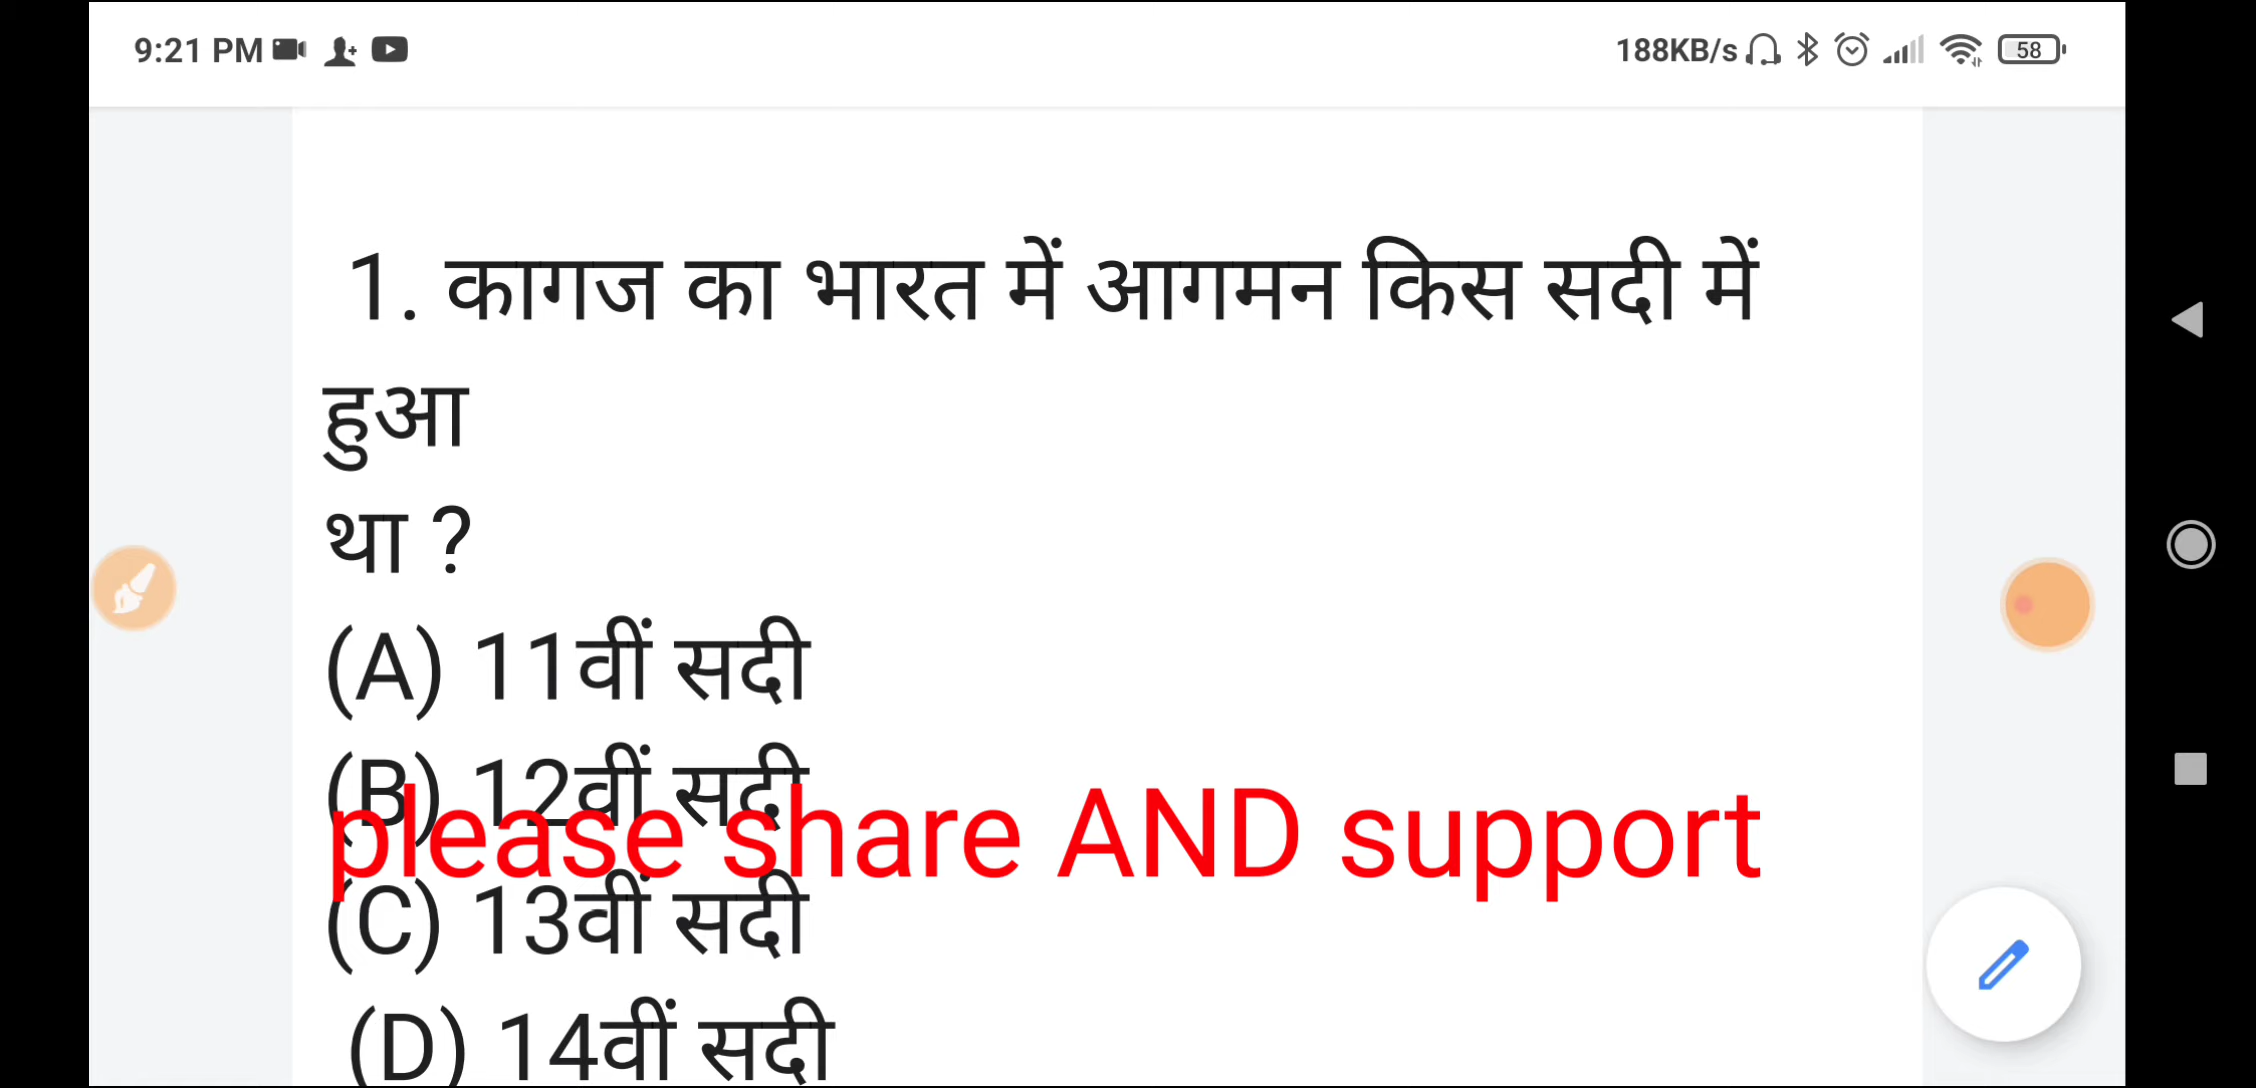 9:21 PM
188KB/s
58
1. कागज का भारत में आगमन किस सदी में
हुआ
था ?
(A) 11वीं सदी
(B) 12वीं सदी
please share AND support
(C) 13वीं सदी
(D) 14वीं सदी